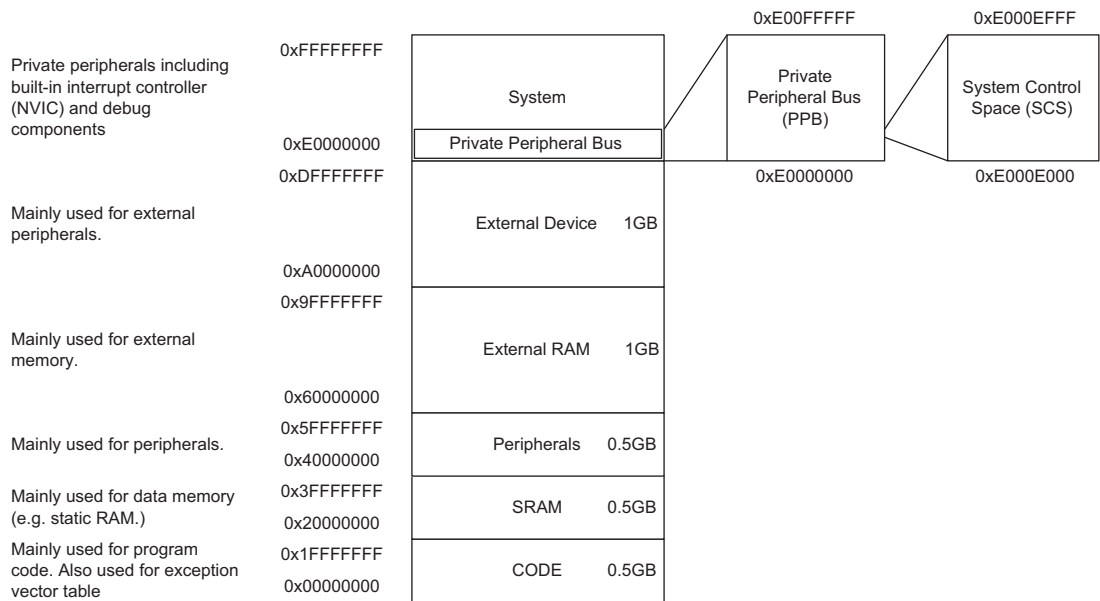 0xE00FFFFF
0xE000EFFF
0xFFFFFFFF
Private peripherals including
built-in interrupt controller
(NVIC) and debug
components
System
Private
Peripheral Bus
(PPB)
System Control
Space (SCS)
0xE0000000
Private Peripheral Bus
0xDFFFFFFF
0xE0000000
0xE000E000
Mainly used for external
peripherals.
External Device 1GB
0xA0000000
0x9FFFFFFF
Mainly used for external
memory.
External RAM 1GB
0x60000000
0x5FFFFFFF
Mainly used for peripherals.
Peripherals 0.5GB
0x40000000
0x3FFFFFFF
Mainly used for data memory
(e.g. static RAM.)
SRAM 0.5GB
0x20000000
Mainly used for program
code. Also used for exception
vector table
0x1FFFFFFF
CODE 0.5GB
0x00000000